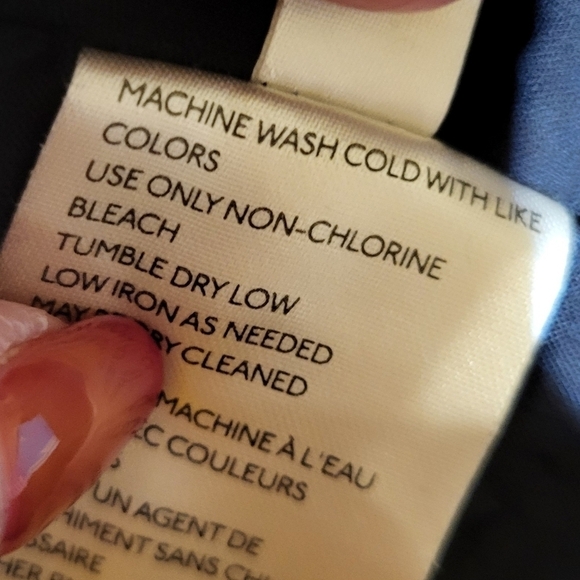 MACHINE WASH COLD WITH LIKE
COLORS
USE ONLY NON-CHLORINE
BLEACH
TUMBLE DRY LOW
LOW IRON AS NEEDED
MAY CLEANED
MACHINE À L'EAU
COULEURS
UN AGENT DE
SANS